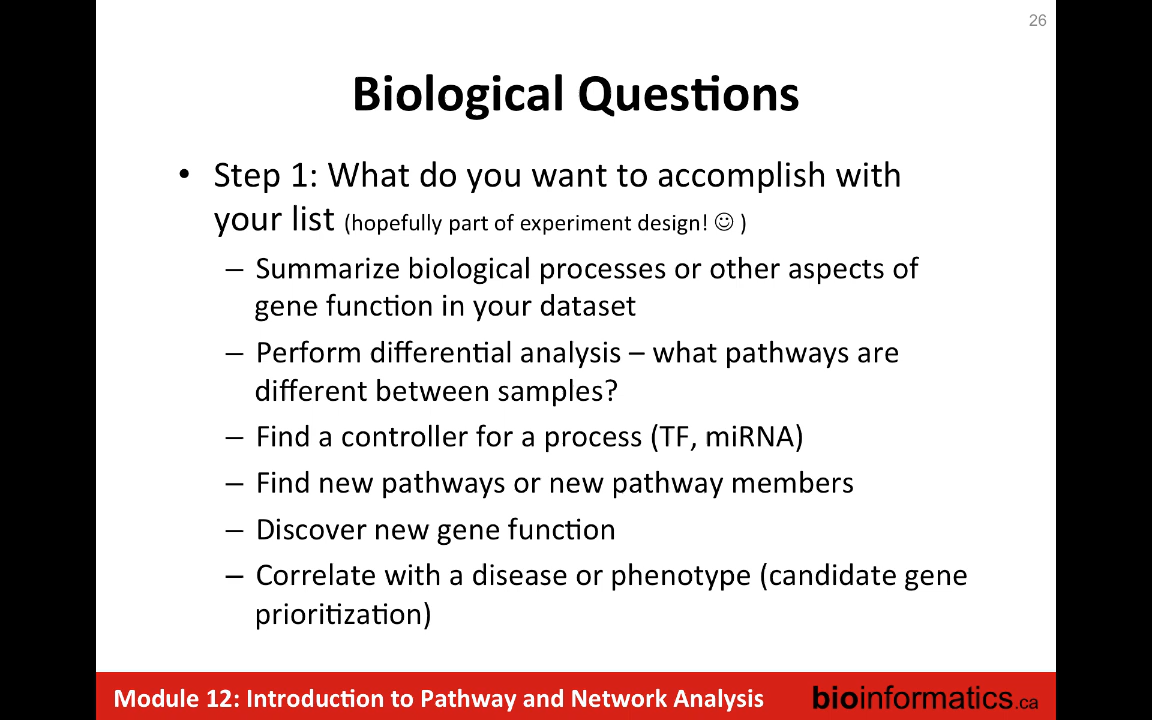 26
Biological Questions
• Step 1: What do you want to accomplish with
your list (hopefully part of experiment design! ☺ )
– Summarize biological processes or other aspects of
gene function in your dataset
– Perform differential analysis – what pathways are
different between samples?
– Find a controller for a process (TF, miRNA)
– Find new pathways or new pathway members
– Discover new gene function
– Correlate with a disease or phenotype (candidate gene
prioritization)
Module 12: Introduction to Pathway and Network Analysis
bioinformatics.ca